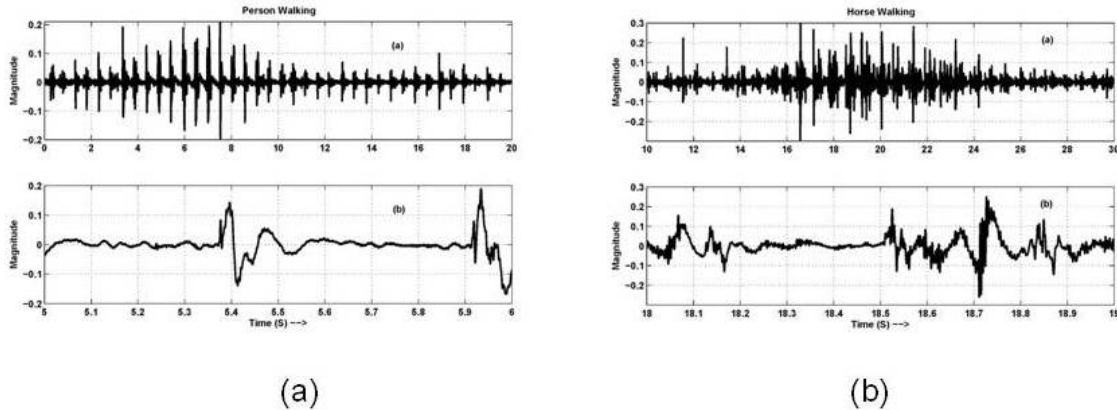 Person Walking
0.2
0.1
0
−0.1
−0.2
Magnitude
(a)
0 2 4 6 8 10 12 14 16 18 20
0.2
0.1
0
−0.1
−0.2
Magnitude
(b)
5 5.1 5.2 5.3 5.4 5.5 5.6 5.7 5.8 5.9 6
Time (S) −−>
(a)
Horse Walking
0.3
0.2
0.1
0
−0.1
−0.2
Magnitude
(a)
10 12 14 16 18 20 22 24 26 28 30
0.3
0.2
0.1
0
−0.1
−0.2
Magnitude
(b)
18 18.1 18.2 18.3 18.4 18.5 18.6 18.7 18.8 18.9 19
Time (S) −−>
(b)